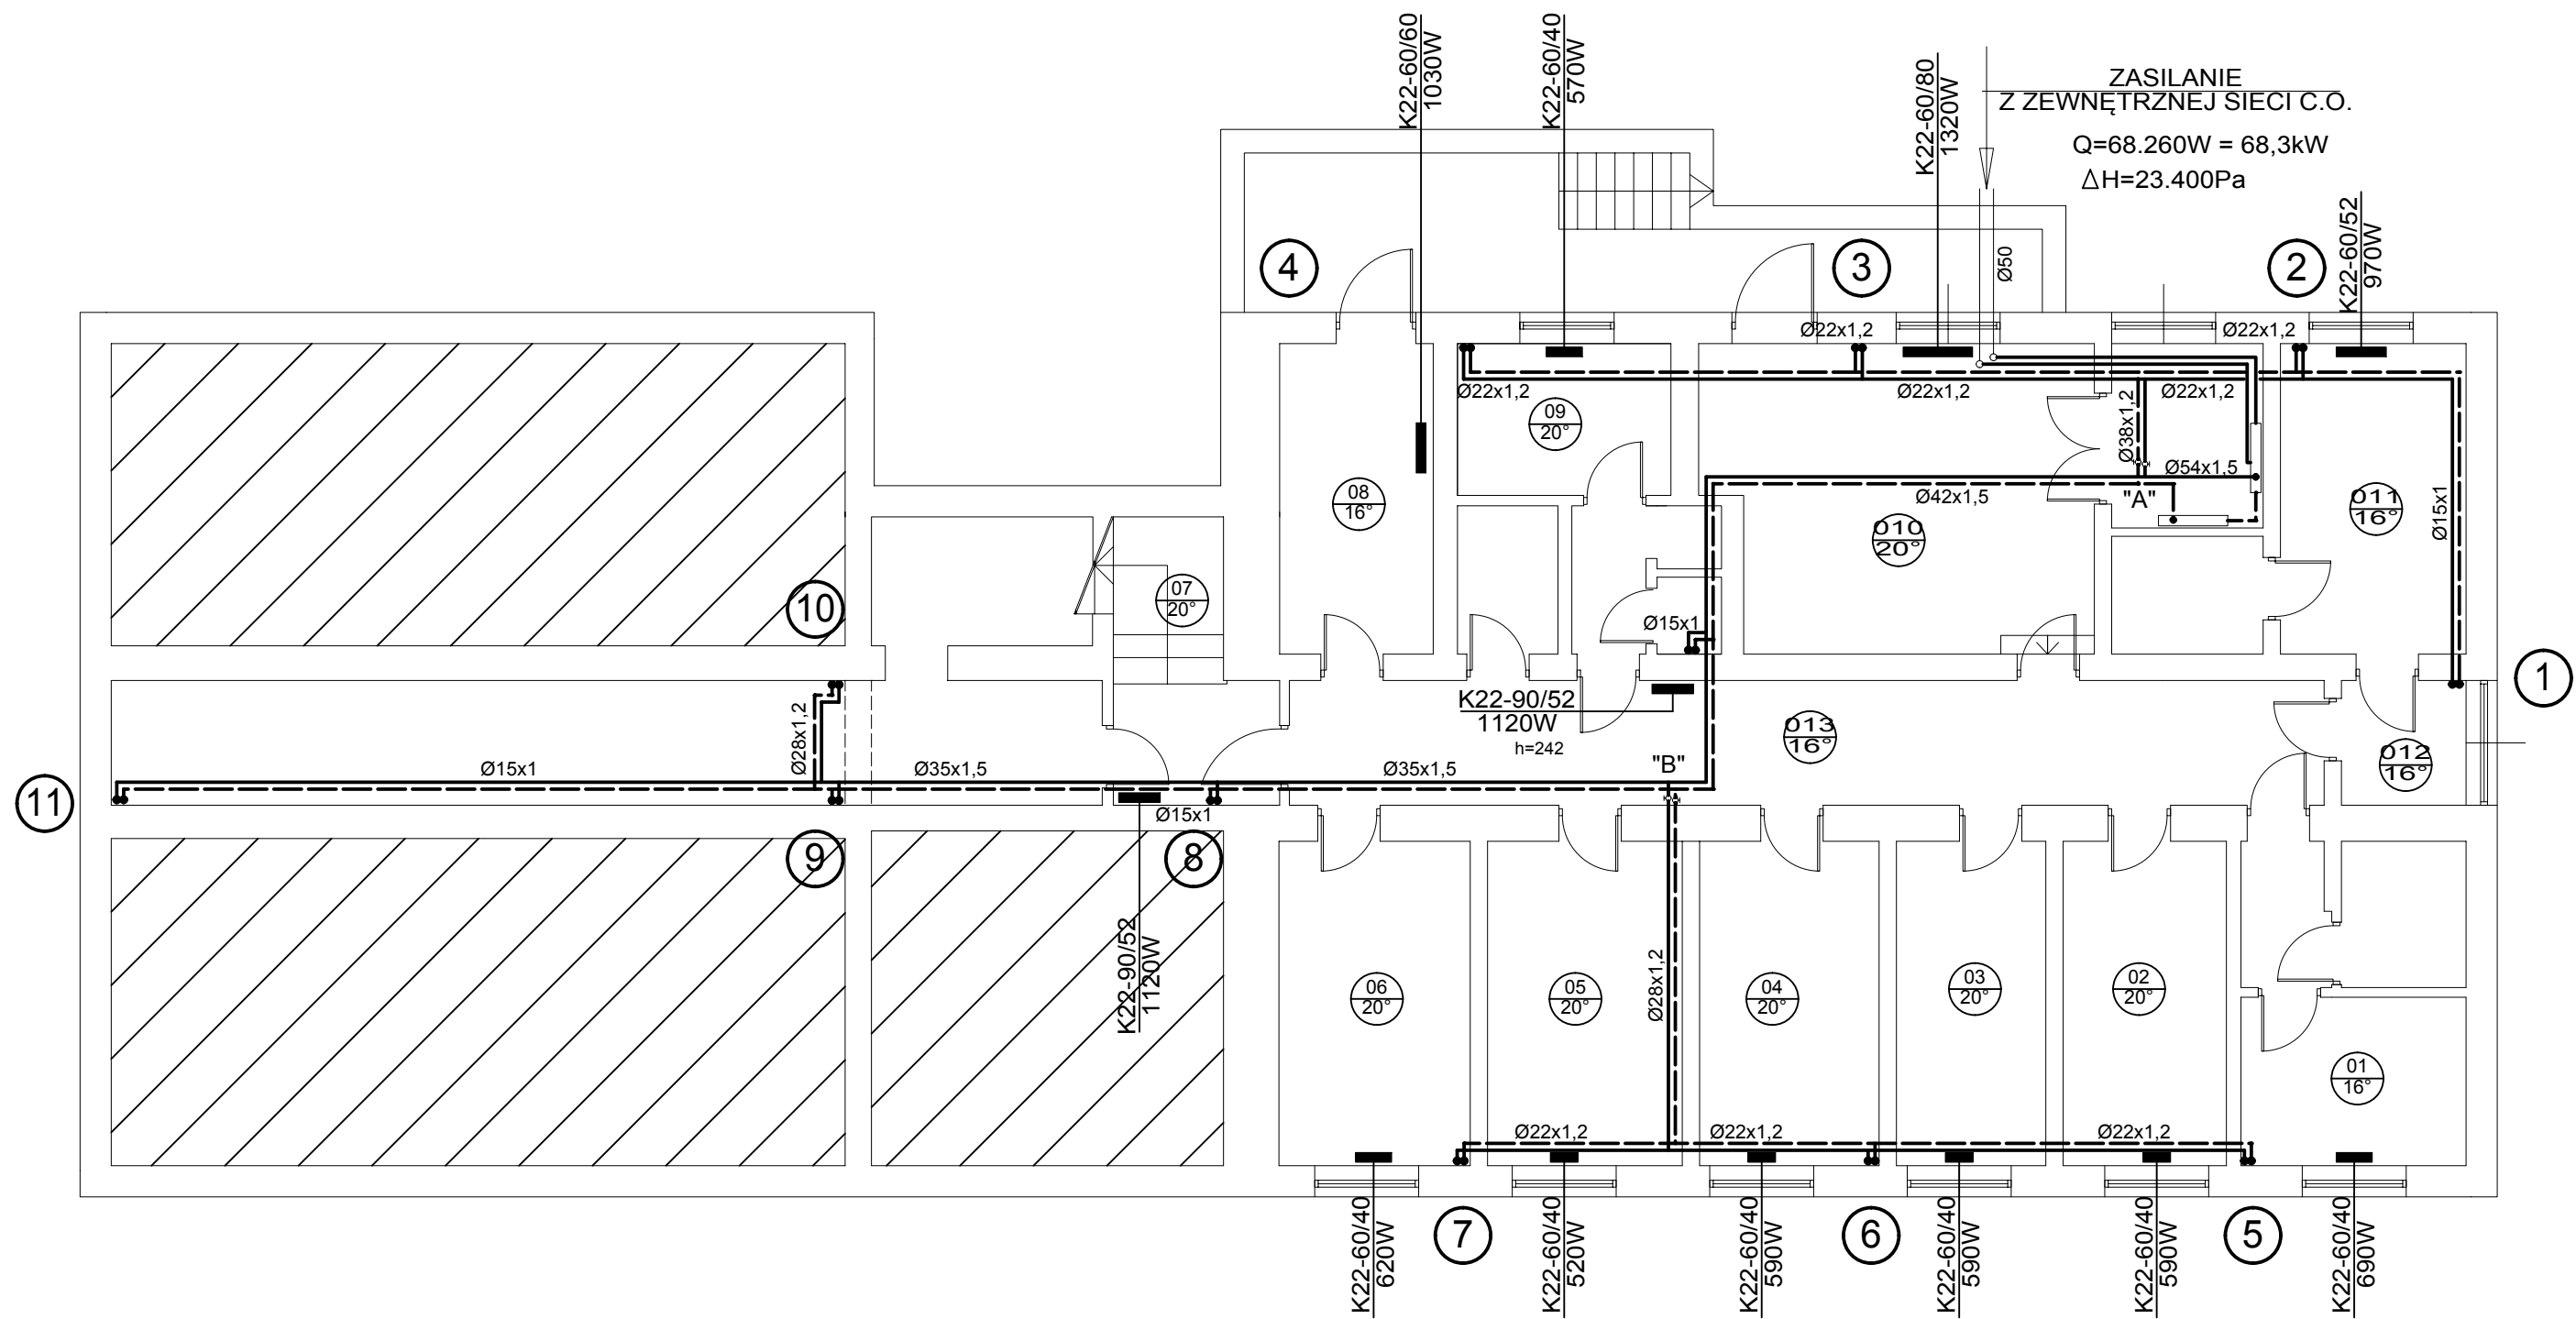 K22-60/60
1030W
K22-60/40
570W
K22-60/80
1320W
ZASILANIE
Z ZEWNĘTRZNEJ SIECI C.O.
Q=68.260W = 68,3kW
ΔH=23.400Pa
K22-60/52
970W
4
3
2
Ø50
Ø22x1,2
Ø22x1,2
Ø22x1,2
Ø22x1,2
Ø22x1,2
09
20°
Ø38x1,2
Ø54x1,5
08
16°
Ø42x1,5
"A"
011
16°
Ø15x1
010
20°
10
07
20°
Ø15x1
1
K22-90/52
1120W
h=242
013
16°
012
16°
Ø28x1,2
"B"
Ø15x1
Ø35x1,5
Ø35x1,5
11
Ø15x1
9
8
K22-90/52
1120W
Ø28x1,2
06
20°
05
20°
04
20°
03
20°
02
20°
01
16°
Ø22x1,2
Ø22x1,2
Ø22x1,2
7
6
5
K22-60/40
620W
K22-60/40
520W
K22-60/40
590W
K22-60/40
590W
K22-60/40
590W
K22-60/40
690W